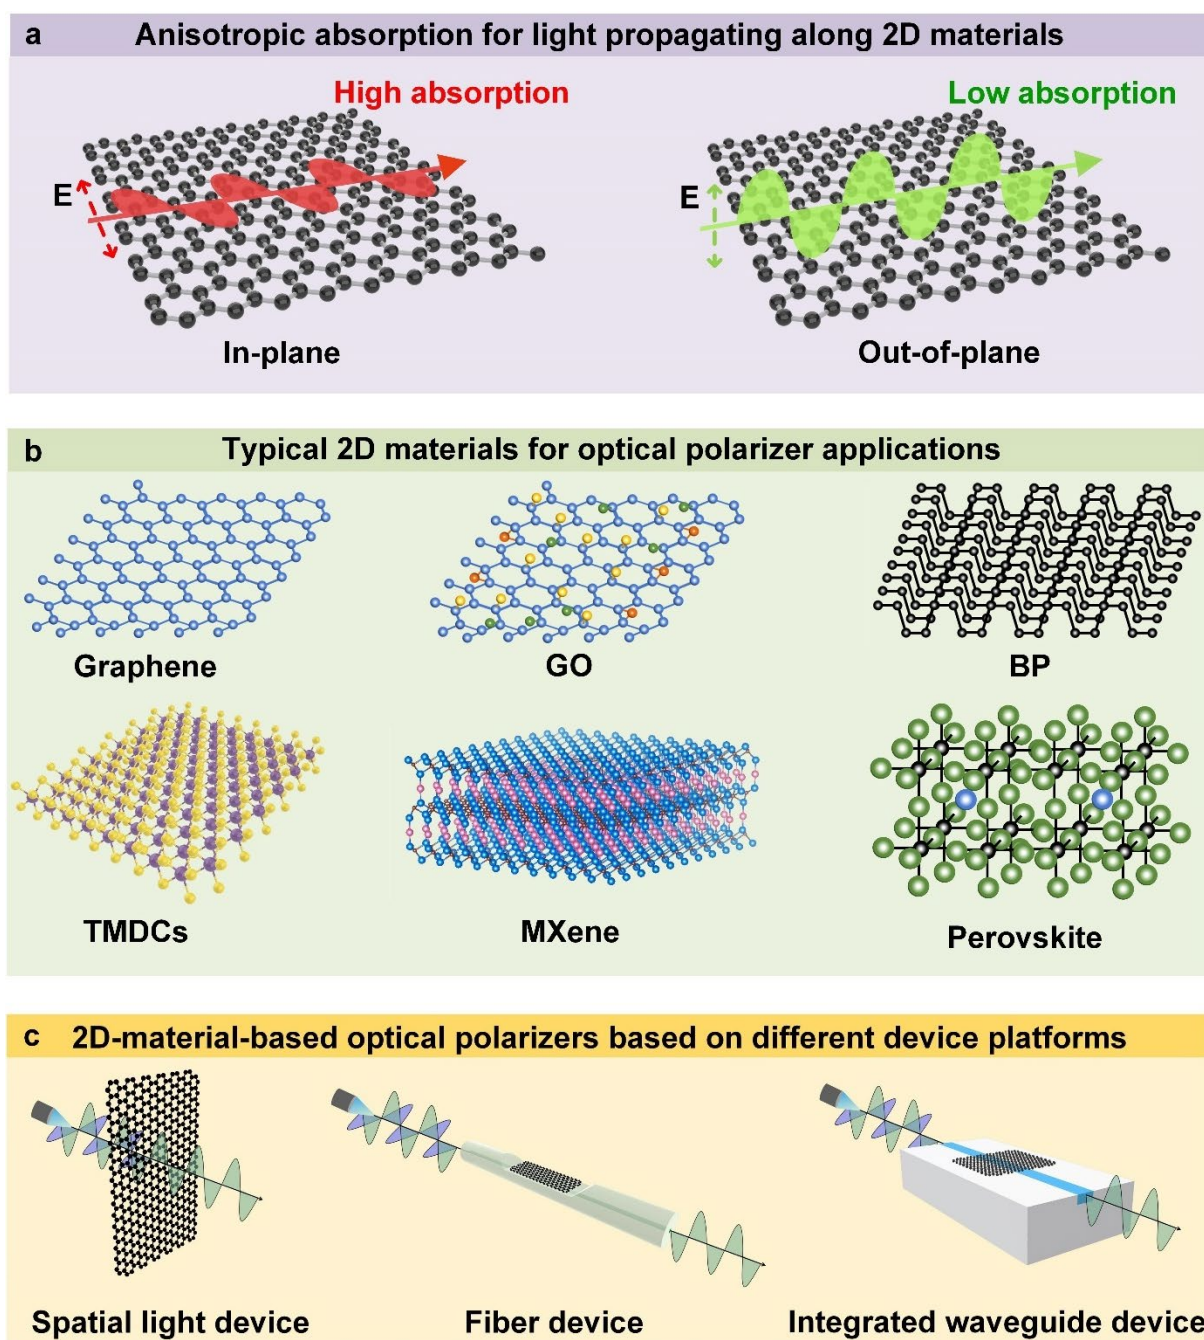 a Anisotropic absorption for light propagating along 2D materials
High absorption
Low absorption
E
E
In-plane
Out-of-plane
b Typical 2D materials for optical polarizer applications
Graphene
GO
BP
TMDCs
MXene
Perovskite
c 2D-material-based optical polarizers based on different device platforms
Spatial light device
Fiber device
Integrated waveguide device